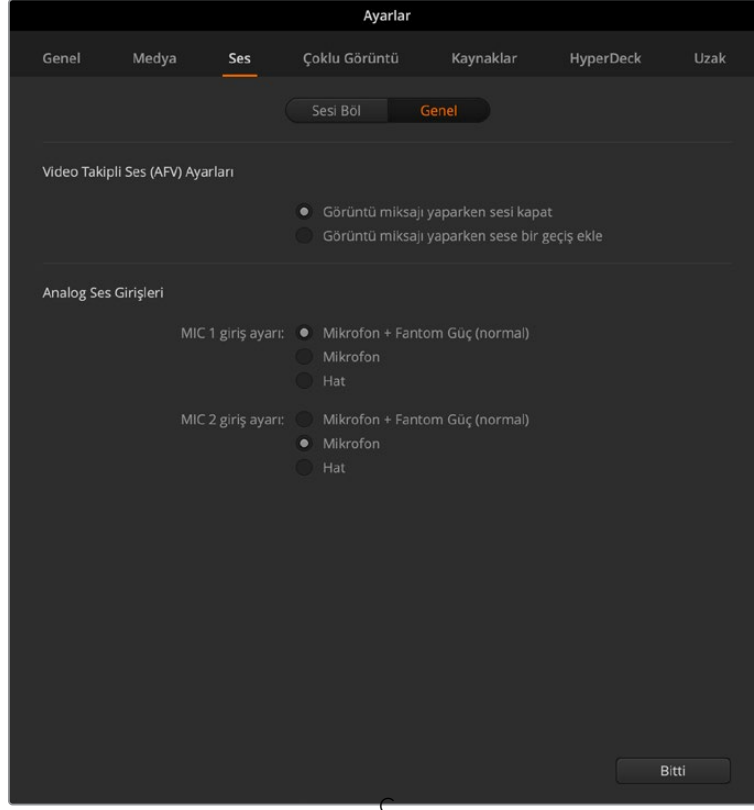 Ayarlar
Genel Medya Ses Çoklu Görüntü Kaynaklar HyperDeck Uzak
Sesi Böl Genel
Video Takipli Ses (AFV) Ayarları
Görüntü miksajı yaparken sesi kapat
Görüntü miksajı yaparken sese bir geçiş ekle
Analog Ses Girişleri
MIC 1 giriş ayarı: Mikrofon + Fantom Güç (normal)
Mikrofon
Hat
MIC 2 giriş ayarı: Mikrofon + Fantom Güç (normal)
Mikrofon
Hat
Bitti